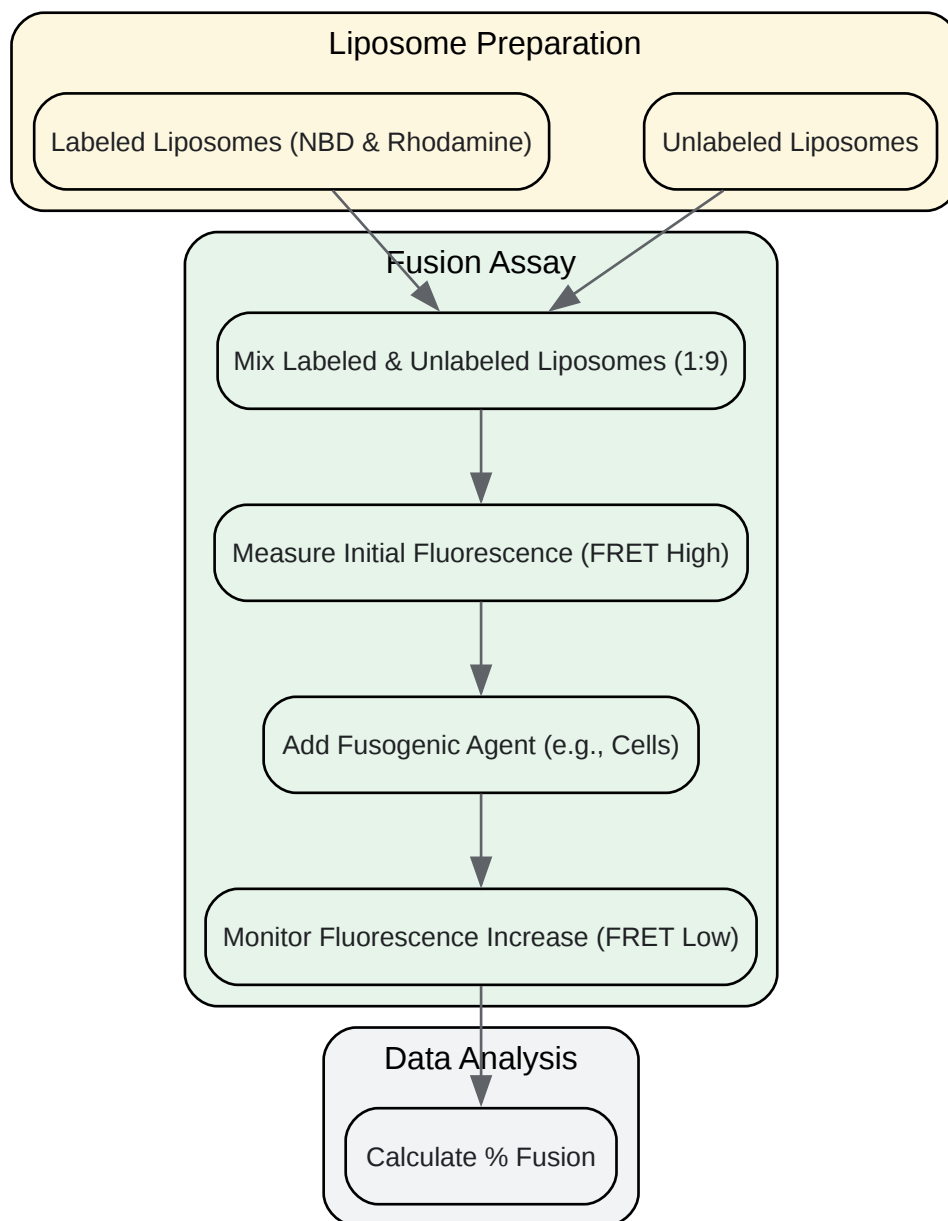 Liposome Preparation
Labeled Liposomes (NBD & Rhodamine)
Unlabeled Liposomes
Fusion Assay
Mix Labeled & Unlabeled Liposomes (1:9)
Measure Initial Fluorescence (FRET High)
Add Fusogenic Agent (e.g., Cells)
Monitor Fluorescence Increase (FRET Low)
Data Analysis
Calculate % Fusion